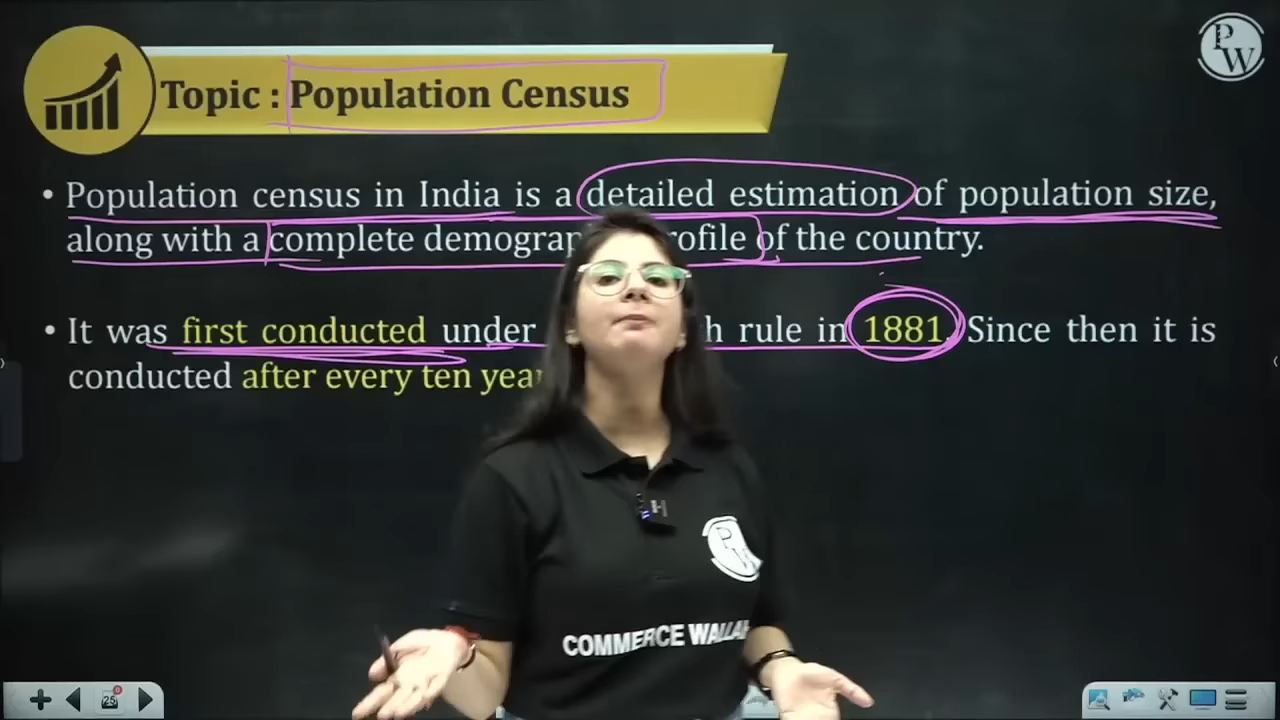 P
W
Topic : Population Census
• Population census in India is a detailed estimation of population size,
along with a complete demograp rofile of the country.
• It was first conducted under h rule in 1881. Since then it is
conducted after every ten year
PW
COMMERCE WALLAH
25